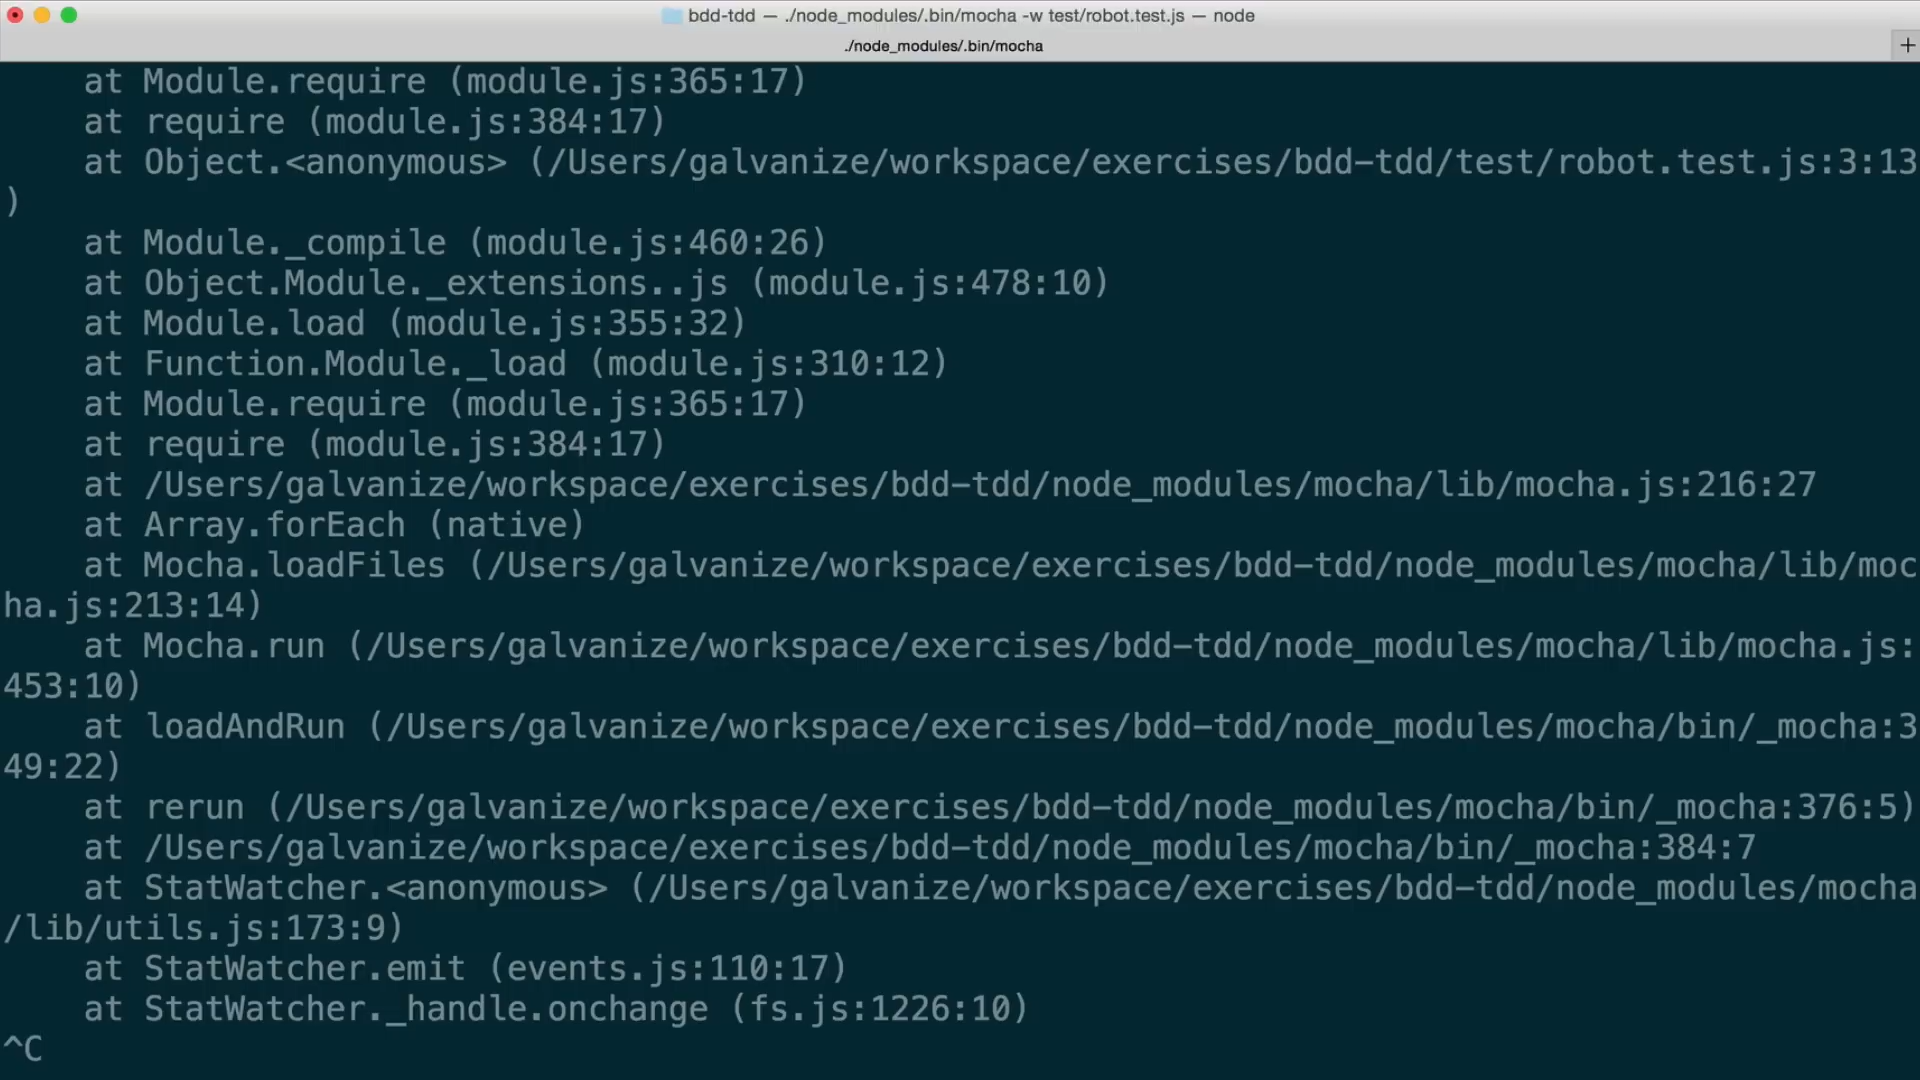 bdd-tdd — ./node_modules/.bin/mocha -w test/robot.test.js — node
./node_modules/.bin/mocha
+
at Module.require (module.js:365:17)
at require (module.js:384:17)
at Object.<anonymous> (/Users/galvanize/workspace/exercises/bdd-tdd/test/robot.test.js:3:13
)
at Module._compile (module.js:460:26)
at Object.Module._extensions..js (module.js:478:10)
at Module.load (module.js:355:32)
at Function.Module._load (module.js:310:12)
at Module.require (module.js:365:17)
at require (module.js:384:17)
at /Users/galvanize/workspace/exercises/bdd-tdd/node_modules/mocha/lib/mocha.js:216:27
at Array.forEach (native)
at Mocha.loadFiles (/Users/galvanize/workspace/exercises/bdd-tdd/node_modules/mocha/lib/moc
ha.js:213:14)
at Mocha.run (/Users/galvanize/workspace/exercises/bdd-tdd/node_modules/mocha/lib/mocha.js:
453:10)
at loadAndRun (/Users/galvanize/workspace/exercises/bdd-tdd/node_modules/mocha/bin/_mocha:3
49:22)
at rerun (/Users/galvanize/workspace/exercises/bdd-tdd/node_modules/mocha/bin/_mocha:376:5)
at /Users/galvanize/workspace/exercises/bdd-tdd/node_modules/mocha/bin/_mocha:384:7
at StatWatcher.<anonymous> (/Users/galvanize/workspace/exercises/bdd-tdd/node_modules/mocha
/lib/utils.js:173:9)
at StatWatcher.emit (events.js:110:17)
at StatWatcher._handle.onchange (fs.js:1226:10)
^C